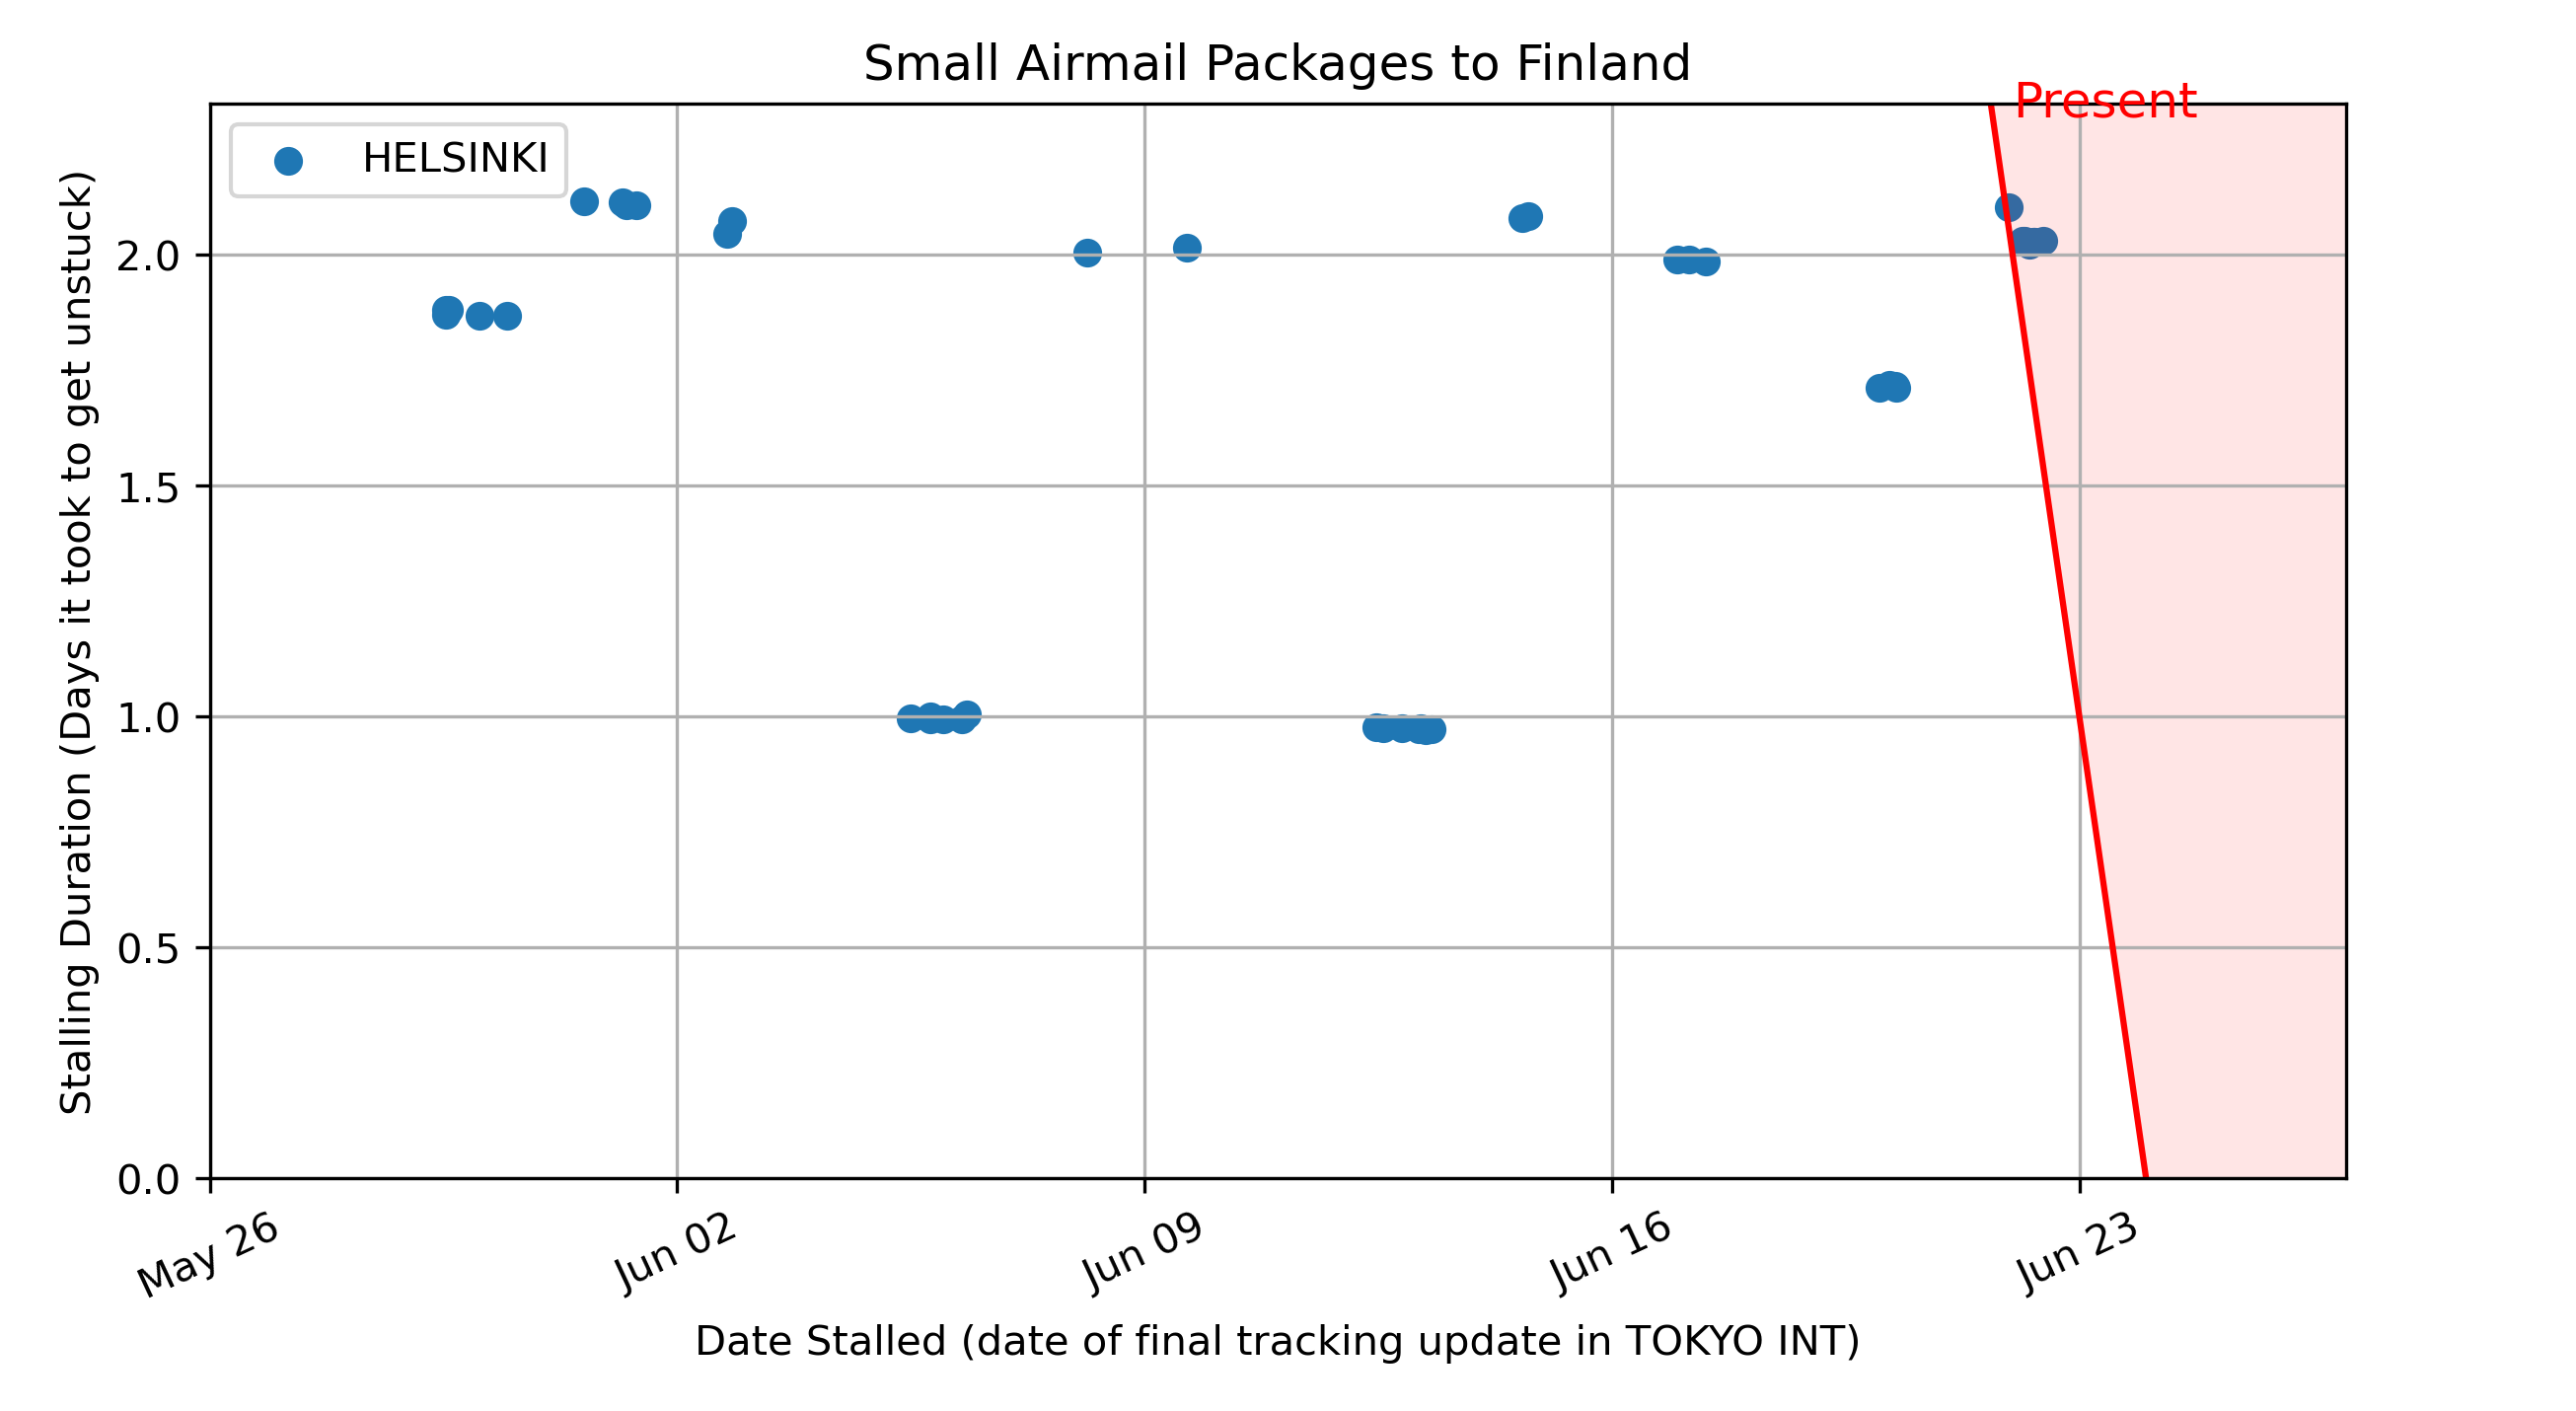 Small Airmail Packages to Finland
Present
HELSINKI
Stalling Duration (Days it took to get unstuck)
2.0
1.5
1.0
0.5
0.0
May 26
Jun 02
Jun 09
Jun 16
Jun 23
Date Stalled (date of final tracking update in TOKYO INT)